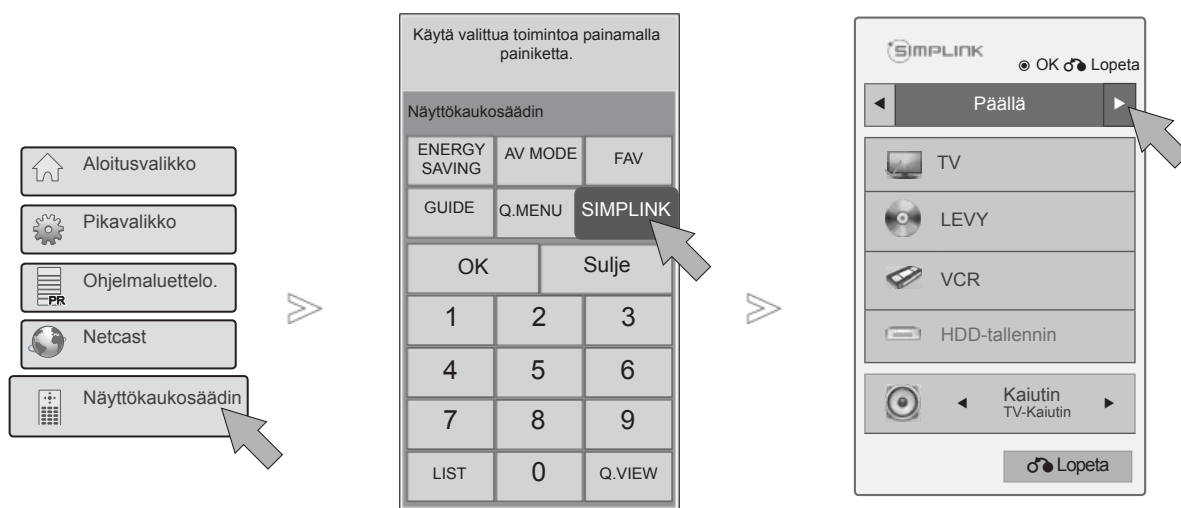 Aloitusvalikko
Pikavalikko
PR
Ohjelmaluettelo.
Netcast
Näyttökaukosäädin
Käytä valittua toimintoa painamalla
painiketta.
Näyttökaukosäädin
ENERGY
SAVING
AV MODE
FAV
GUIDE
Q.MENU
SIMPLINK
OK
Sulje
1
2
3
4
5
6
7
8
9
LIST
0
Q.VIEW
SIMPLINK
OK Lopeta
Päällä
TV
LEVY
VCR
HDD-tallennin
Kaiutin
TV-Kaiutin
Lopeta